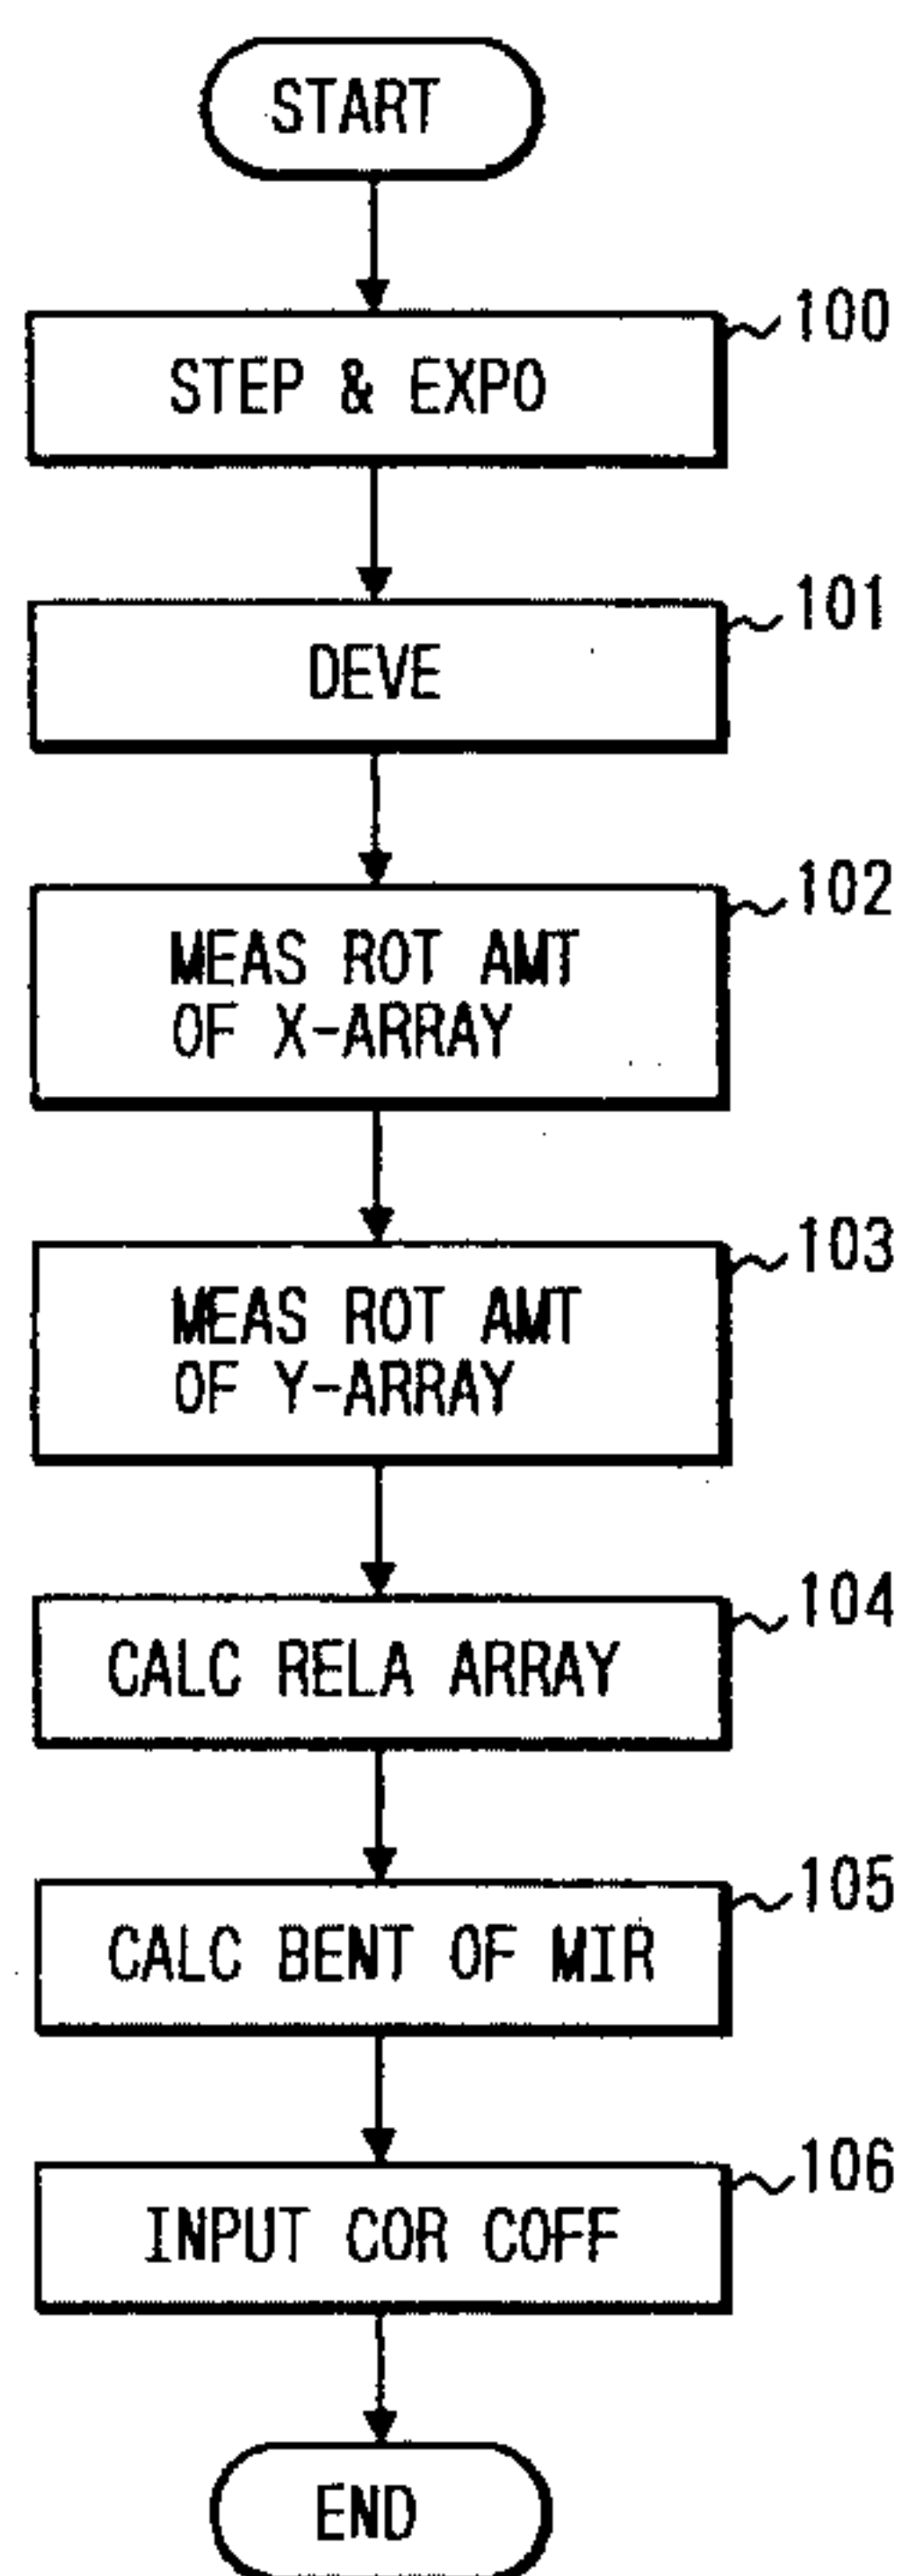 START
100
STEP & EXPO
101
DEVE
102
MEAS ROT AMT
OF X-ARRAY
103
MEAS ROT AMT
OF Y-ARRAY
104
CALC RELA ARRAY
105
CALC BENT OF MIR
106
INPUT COR COFF
END